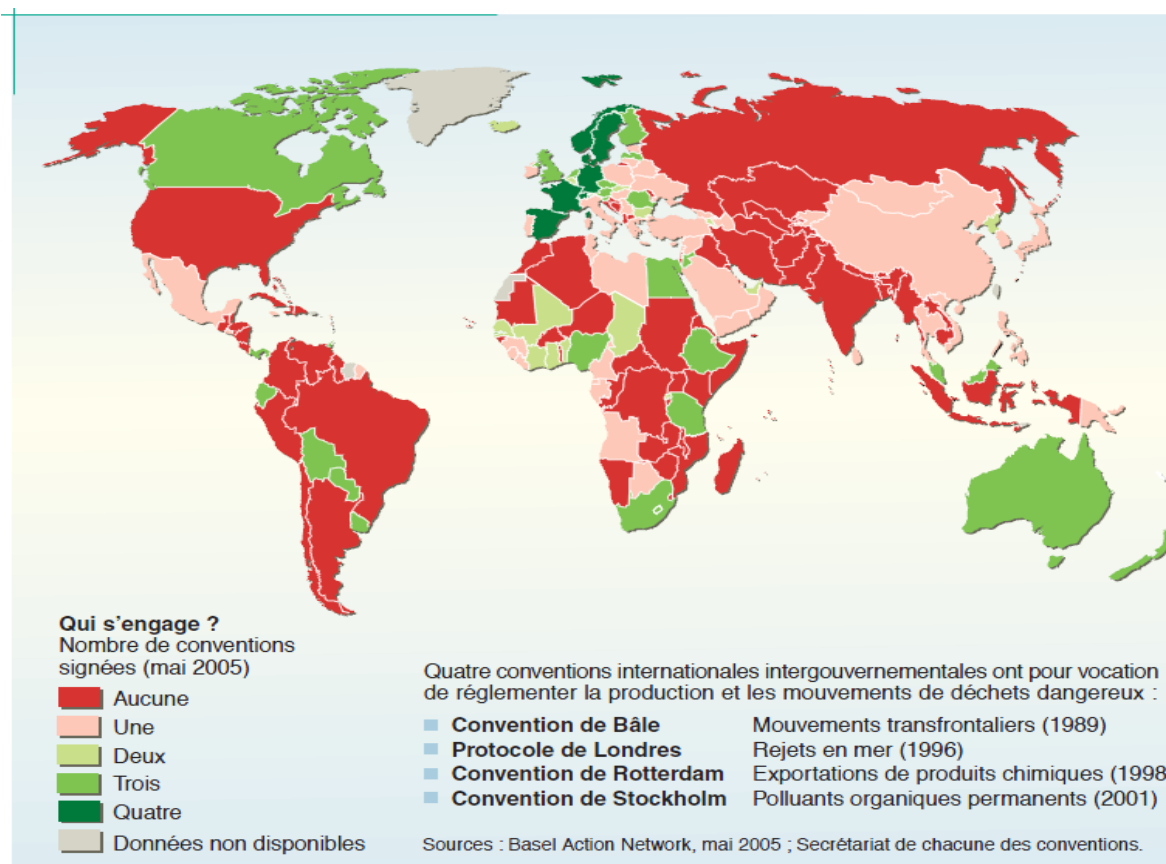 Qui s'engage ?
Nombre de conventions
signées (mai 2005)
Aucune
Une
Deux
Trois
Quatre
Données non disponibles
Quatre conventions internationales intergouvernementales ont pour vocation
de réglementer la production et les mouvements de déchets dangereux :
Convention de Bâle Mouvements transfrontaliers (1989)
Protocole de Londres Rejets en mer (1996)
Convention de Rotterdam Exportations de produits chimiques (1998
Convention de Stockholm Polluants organiques permanents (2001)
Sources : Basel Action Network, mai 2005 ; Secrétariat de chacune des conventions.